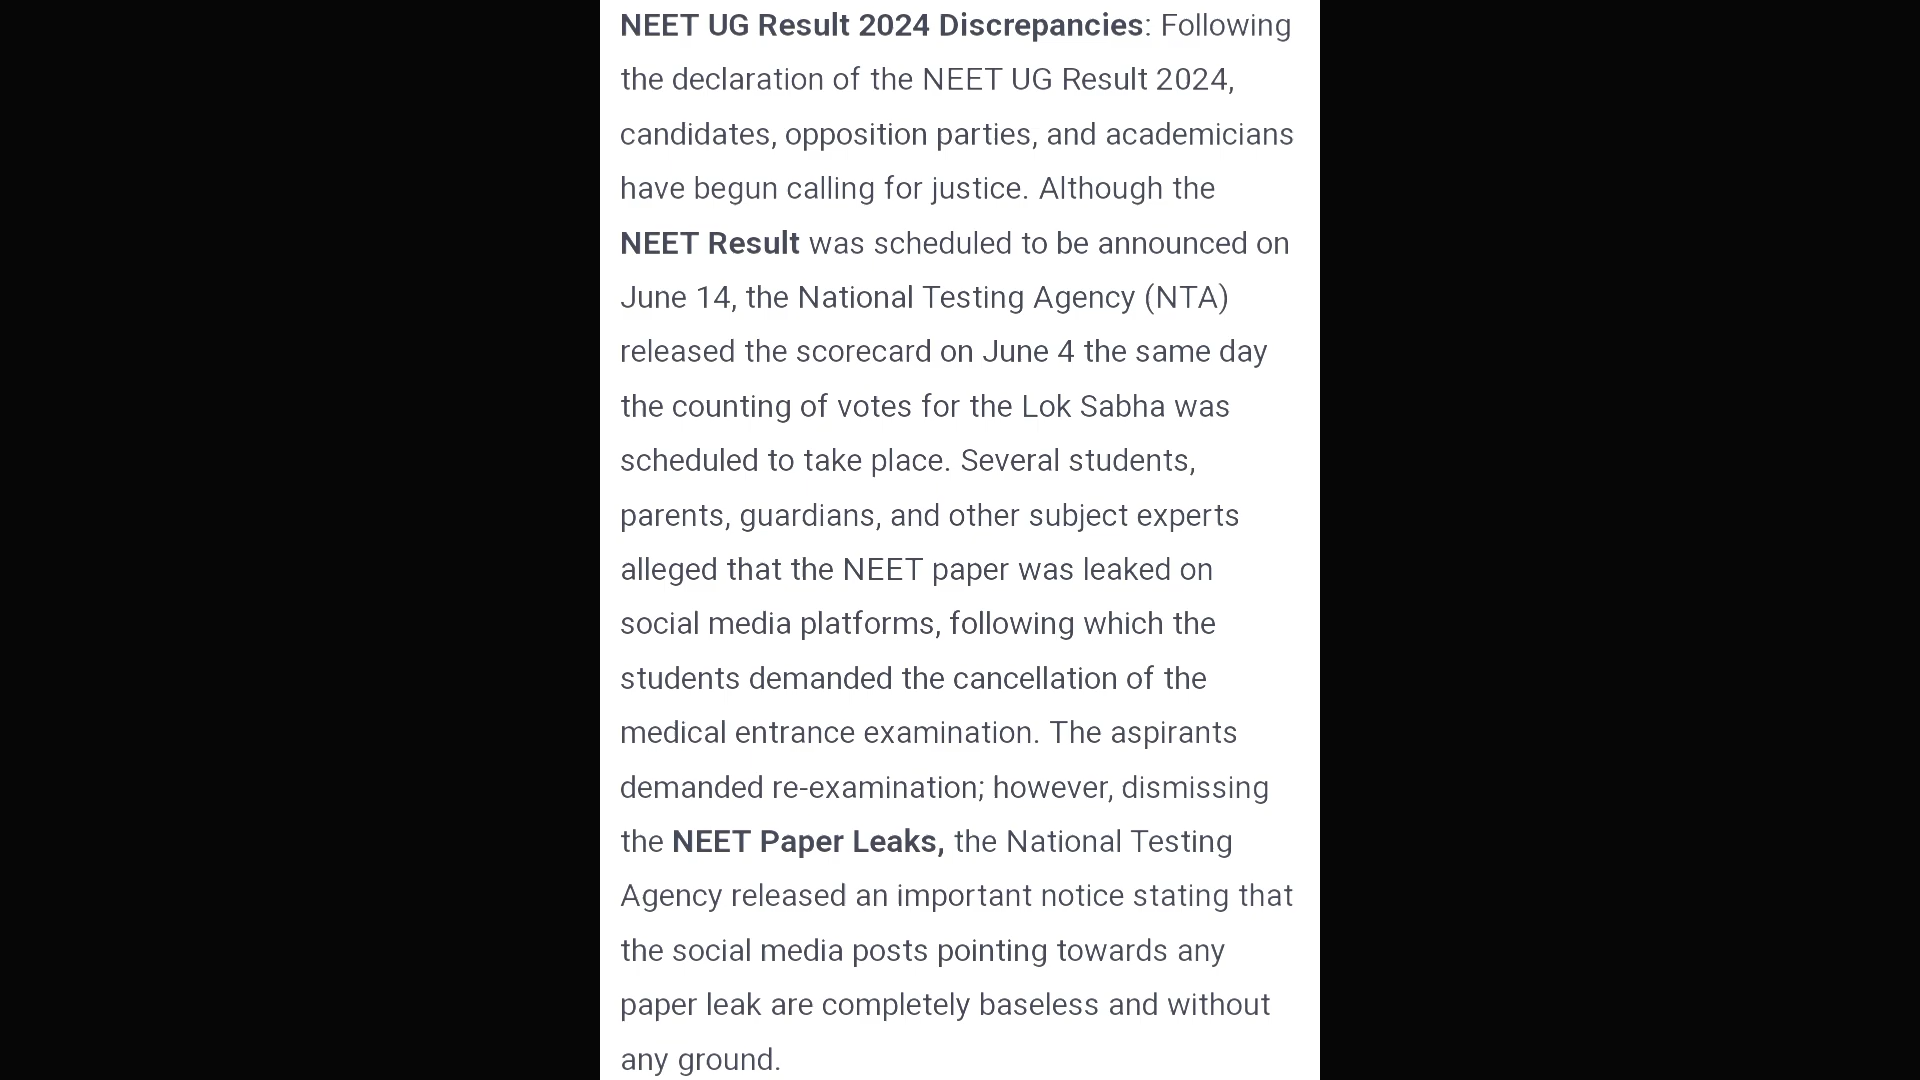 NEET UG Result 2024 Discrepancies: Following
the declaration of the NEET UG Result 2024,
candidates, opposition parties, and academicians
have begun calling for justice. Although the
NEET Result was scheduled to be announced on
June 14, the National Testing Agency (NTA)
released the scorecard on June 4 the same day
the counting of votes for the Lok Sabha was
scheduled to take place. Several students,
parents, guardians, and other subject experts
alleged that the NEET paper was leaked on
social media platforms, following which the
students demanded the cancellation of the
medical entrance examination. The aspirants
demanded re-examination; however, dismissing
the NEET Paper Leaks, the National Testing
Agency released an important notice stating that
the social media posts pointing towards any
paper leak are completely baseless and without
any ground.